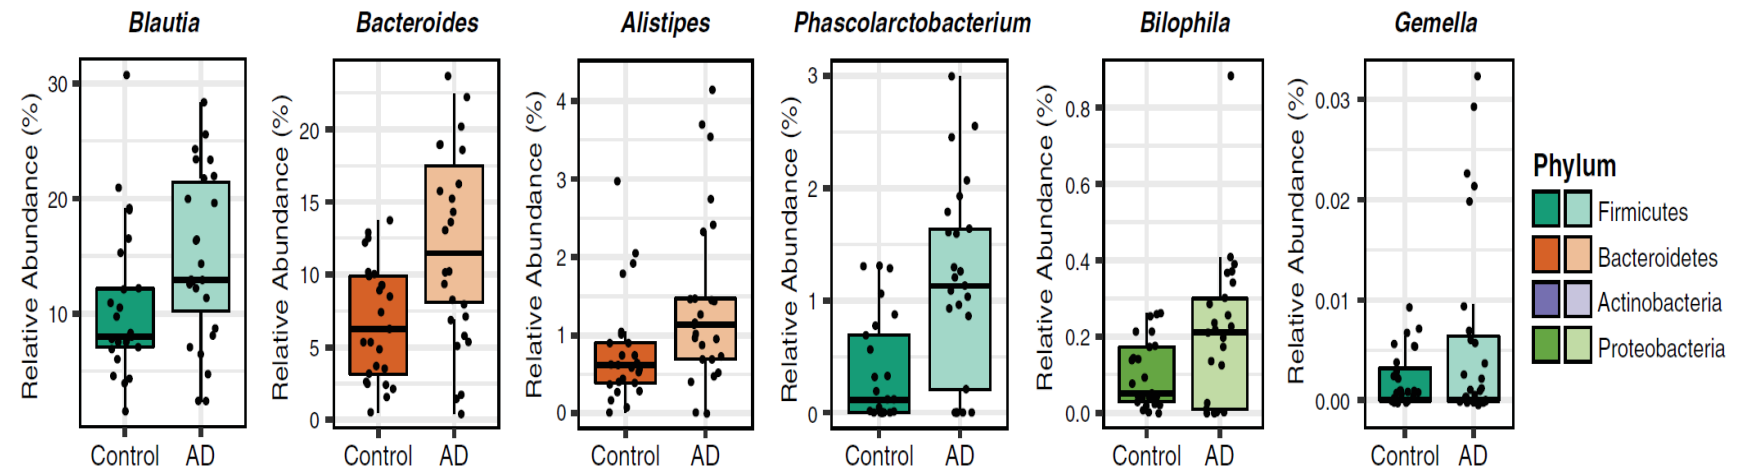 Blautia
Relative Abundance (%)
30
20
10
Control AD
Bacteroides
Relative Abundance (%)
20
15
10
5
0
Control AD
Alistipes
Relative Abundance (%)
4
3
2
1
0
Control AD
Phascolarctobacterium
Relative Abundance (%)
3
2
1
0
Control AD
Bilophila
Relative Abundance (%)
0.8
0.6
0.4
0.2
0.0
Control AD
Gemella
Relative Abundance (%)
0.03
0.02
0.01
0.00
Control AD
Phylum
Firmicutes
Bacteroidetes
Actinobacteria
Proteobacteria